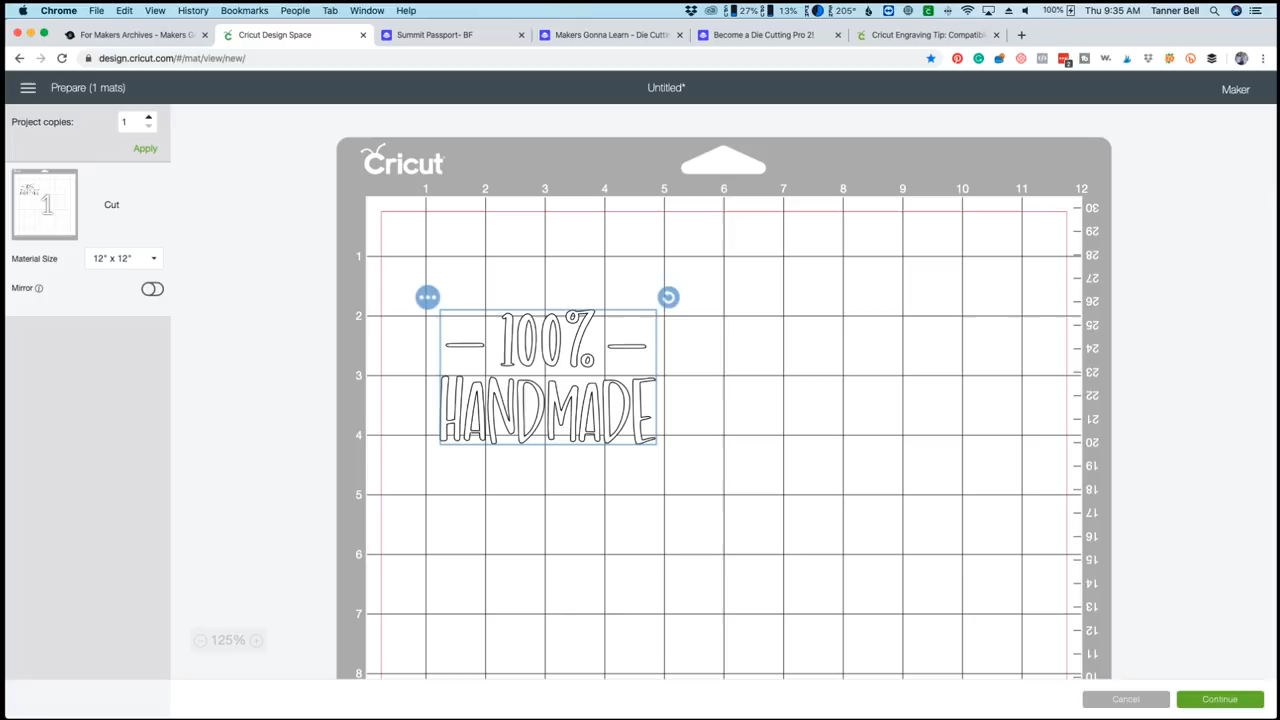 Chrome File Edit View History Bookmarks People Tab Window Help 27% 13% 205° 100% Thu 9:35 AM Tanner Bell
For Makers Archives - Makers G Cricut Design Space Summit Passport- BF Makers Gonna Learn - Die Cuttin Become a Die Cutting Pro 2! Cricut Engraving Tip: Compatibi
design.cricut.com/#/mat/view/new/
Prepare (1 mats) Untitled* Maker
Project copies: 1
Apply
Cricut
1 2 3 4 5 6 7 8 9 10 11 12
1
Cut
Material Size 12" x 12"
Mirror
1
2
3
4
5
6
7
8
30
29
28
27
26
25
24
23
22
21
20
19
18
17
16
15
14
13
12
11
10
100%
HANDMADE
125%
Cancel Continue